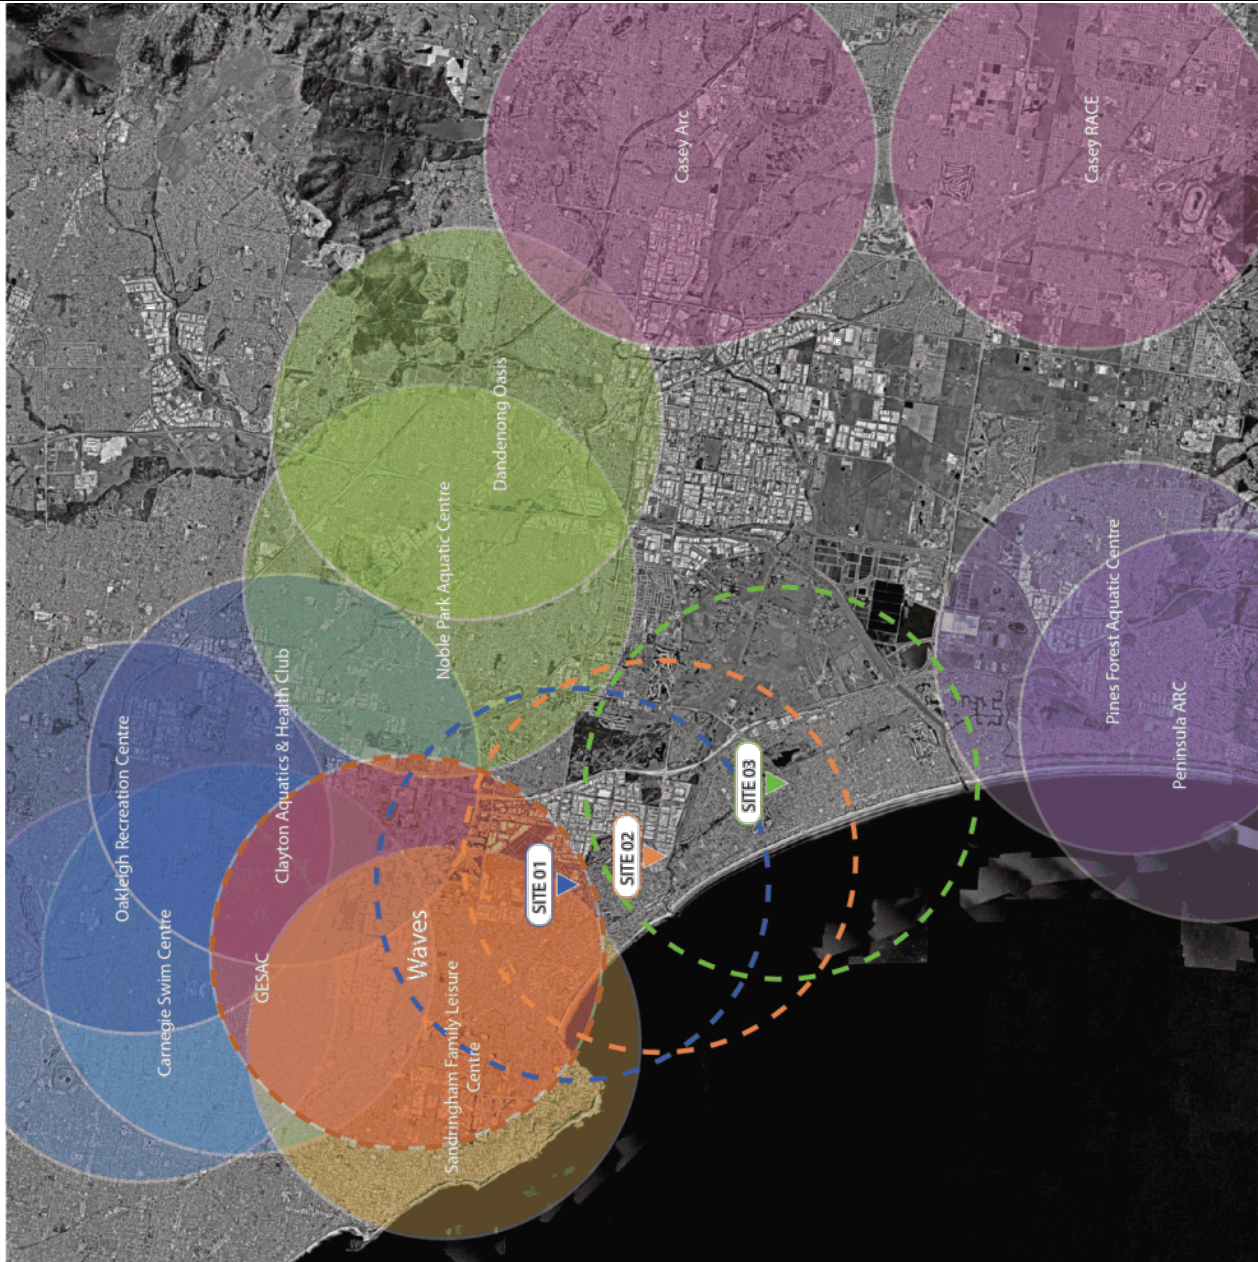 Casey Arc
Casey RACE
Dandenong Oasis
Noble Park Aquatic Centre
Pines Forest Aquatic Centre
Peninsula ARC
Clayton Aquatics & Health Club
Oakleigh Recreation Centre
Carnegie Swim Centre
GESAC
Waves
Sandringham Family Leisure
Centre
SITE 01
SITE 02
SITE 03